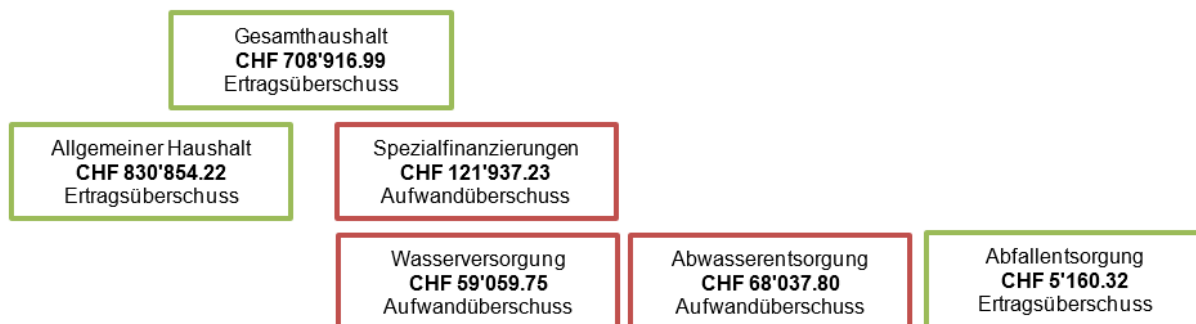 Gesamthaushalt
CHF 708'916.99
Ertragsüberschuss
Allgemeiner Haushalt
CHF 830'854.22
Ertragsüberschuss
Spezialfinanzierungen
CHF 121'937.23
Aufwandüberschuss
Wasserversorgung
CHF 59'059.75
Aufwandüberschuss
Abwasserentsorgung
CHF 68'037.80
Aufwandüberschuss
Abfallentsorgung
CHF 5'160.32
Ertragsüberschuss